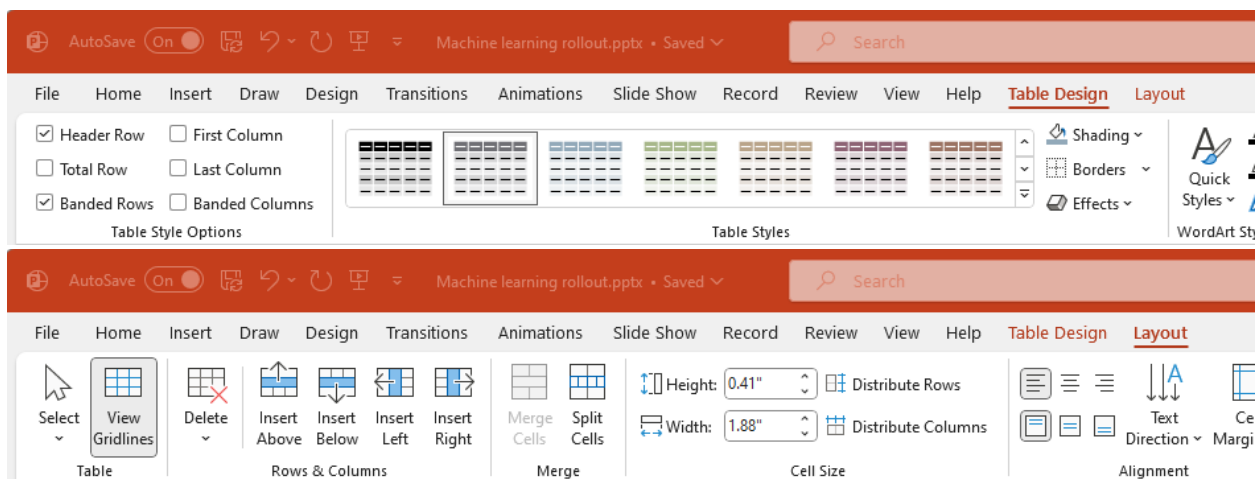 AutoSave On Machine learning rollout.pptx • Saved Search
File Home Insert Draw Design Transitions Animations Slide Show Record Review View Help Table Design Layout
Header Row First Column Shading
Total Row Last Column Borders
Banded Rows Banded Columns Effects
Quick
Styles
Table Style Options Table Styles WordArt Sty
AutoSave On Machine learning rollout.pptx • Saved Search
File Home Insert Draw Design Transitions Animations Slide Show Record Review View Help Table Design Layout
Height: 0.41" Distribute Rows
Width: 1.88" Distribute Columns
Select View Delete Insert Insert Insert Insert Merge Split Text Ce
Gridlines Above Below Left Right Cells Cells Direction Margi
Table Rows & Columns Merge Cell Size Alignment